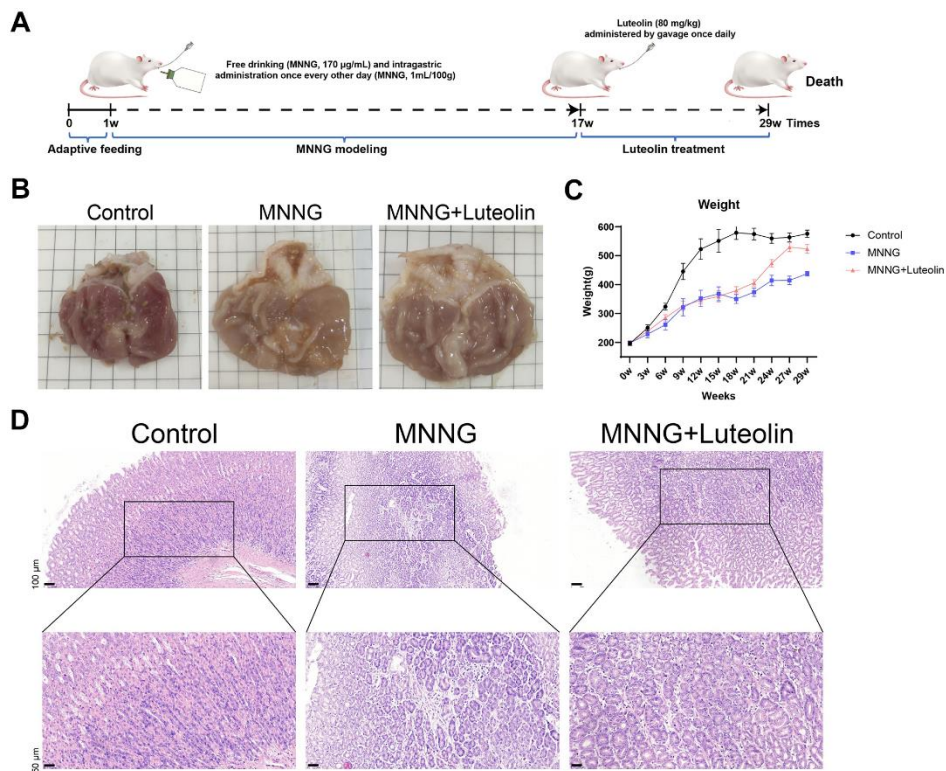 A
Luteolin (80 mg/kg)
administered by gavage once daily
Free drinking (MNNG, 170 μg/mL) and intragastric
administration once every other day (MNNG, 1mL/100g)
Death
0
1w
17w
29w Times
Adaptive feeding
MNNG modeling
Luteolin treatment
B
Control
MNNG
MNNG+Luteolin
C
Weight
Control
MNNG
MNNG+Luteolin
Weight(g)
600
500
400
300
200
0w
3w
6w
9w
12w
15w
18w
21w
24w
27w
29w
Weeks
D
Control
MNNG
MNNG+Luteolin
100 μm
50 μm